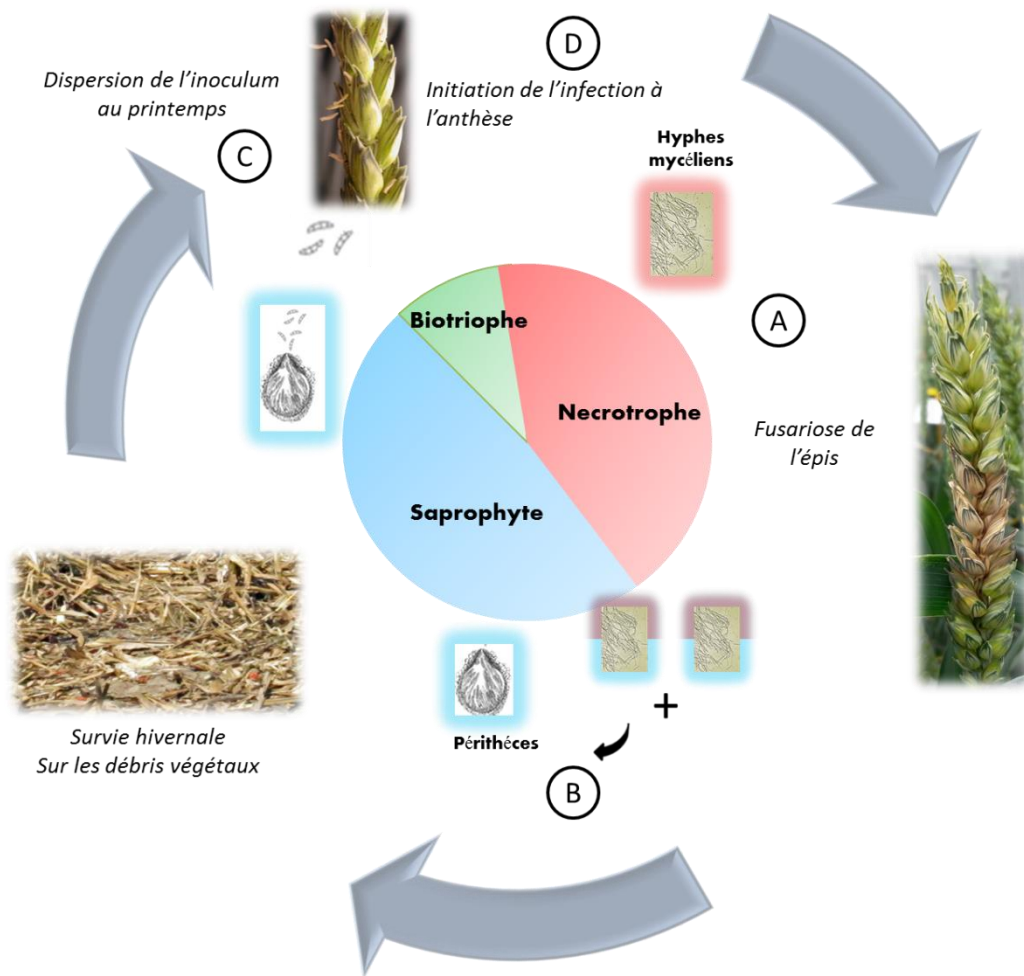 D
Dispersion de l'inoculum
au printemps
Initiation de l'infection à
l'anthèse
C
Hyphes
mycéliens
A
Biotriophe
Necrotrophe
Fusariose de
l'épis
Saprophyte
Survie hivernale
Sur les débris végétaux
Périthéces
+
B